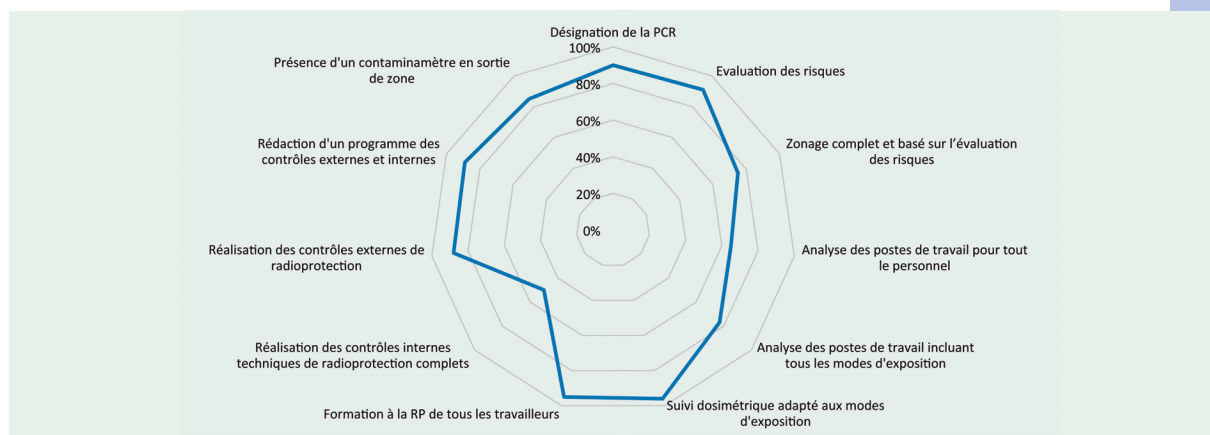 Désignation de la PCR
100%
80%
60%
40%
20%
0%
Evaluation des risques
Zonage complet et basé sur l'évaluation
des risques
Analyse des postes de travail pour tout
le personnel
Analyse des postes de travail incluant
tous les modes d'exposition
Suivi dosimétrique adapté aux modes
d'exposition
Formation à la RP de tous les travailleurs
Réalisation des contrôles internes
techniques de radioprotection complets
Réalisation des contrôles externes de
radioprotection
Rédaction d'un programme des
contrôles externes et internes
Présence d'un contaminamètre en sortie
de zone